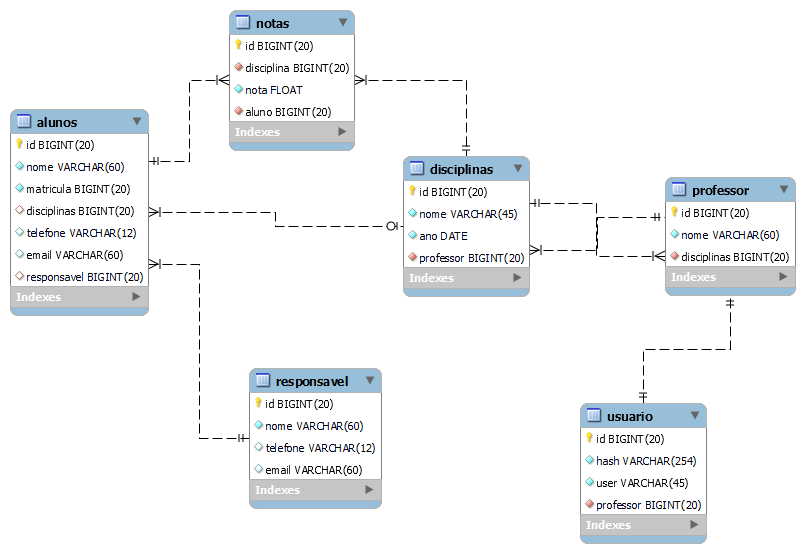 notas
id BIGINT(20)
disciplina BIGINT(20)
nota FLOAT
aluno BIGINT(20)
Indexes
alunos
id BIGINT(20)
nome VARCHAR(60)
matricula BIGINT(20)
disciplinas BIGINT(20)
telefone VARCHAR(12)
email VARCHAR(60)
responsavel BIGINT(20)
Indexes
disciplinas
id BIGINT(20)
nome VARCHAR(45)
ano DATE
professor BIGINT(20)
Indexes
professor
id BIGINT(20)
nome VARCHAR(60)
disciplinas BIGINT(20)
Indexes
responsavel
id BIGINT(20)
nome VARCHAR(60)
telefone VARCHAR(12)
email VARCHAR(60)
Indexes
usuario
id BIGINT(20)
hash VARCHAR(254)
user VARCHAR(45)
professor BIGINT(20)
Indexes